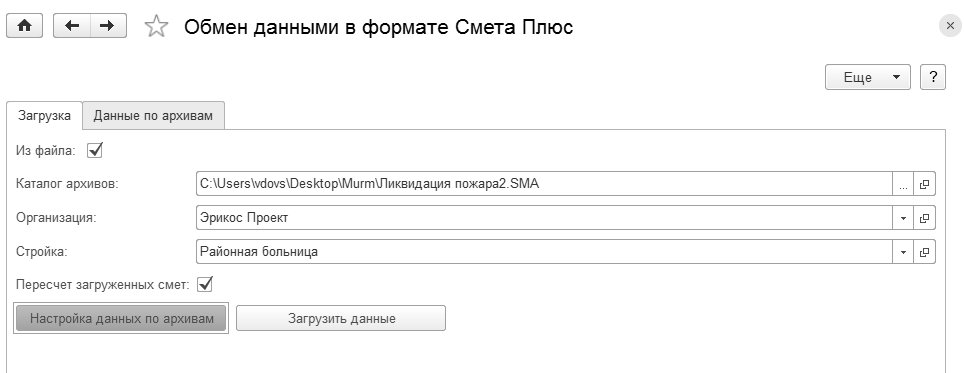 Обмен данными в формате Смета Плюс
Еще ?
Загрузка Данные по архивам
Из файла:
Каталог архивов: C:\Users\vdovs\Desktop\Murm\Ликвидация пожара2.SMA ...
Организация: Эрикос Проект
Стройка: Районная больница
Пересчет загруженных смет:
Настройка данных по архивам Загрузить данные